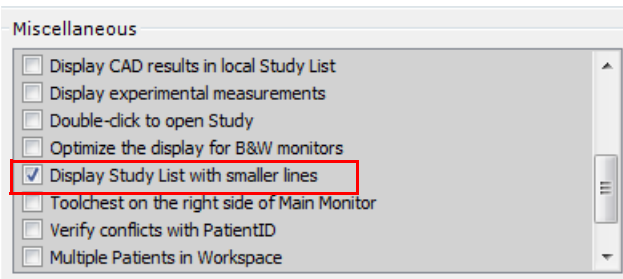 Miscellaneous
Display CAD results in local Study List
Display experimental measurements
Double-click to open Study
Optimize the display for B&W monitors
Display Study List with smaller lines
Toolchest on the right side of Main Monitor
Verify conflicts with PatientID
Multiple Patients in Workspace